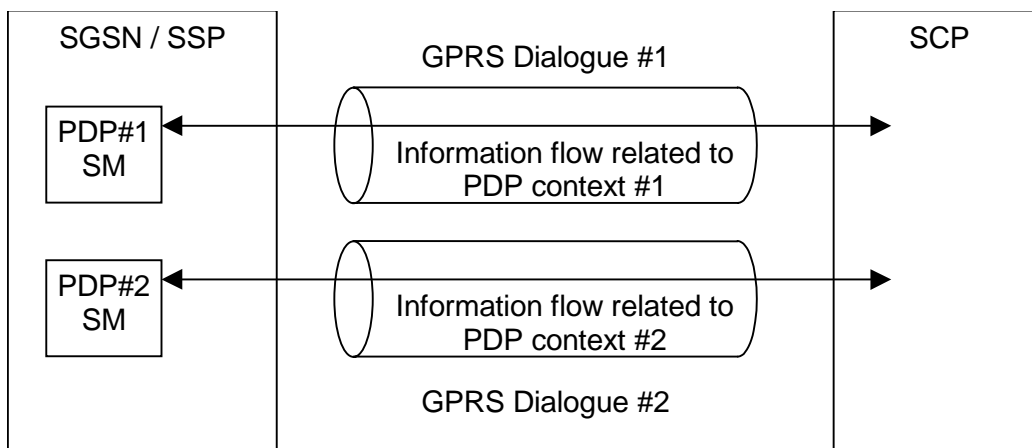 SGSN / SSP
SCP
GPRS Dialogue #1
PDP#1
SM
Information flow related to
PDP context #1
PDP#2
SM
Information flow related to
PDP context #2
GPRS Dialogue #2